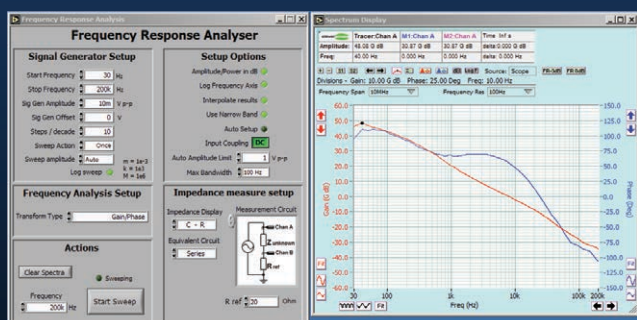 Frequency Response Analysis
Frequency Response Analyser
Signal Generator Setup
Start Frequency 30 Hz
Stop Frequency 200k Hz
Sig Gen Amplitude 10m V p-p
Sig Gen Offset 0 V
Steps / decade 10
Sweep Action Once
Sweep amplitude Auto
m = 1e-3
k = 1e3
M = 1e6
Log sweep
Setup Options
Amplitude/Power in dB
Log Frequency Axis
Interpolate results
Use Narrow Band
Auto Setup
Input Coupling DC
Auto Amplitude Limit 1 V p-p
Max Bandwidth 100 Hz
Frequency Analysis Setup
Transform Type Gain/Phase
Actions
Clear Spectra
Sweeping
Frequency
200k Hz
Start Sweep
Impedance measure setup
Impedance Display
C - R
Equivalent Circuit
Series
Measurement Circuit
Chan A
Z unknown
Chan B
R ref
R ref 20 Ohm
Spectrum Display
Tracer:Chan A M1:Chan A M2:Chan A Time Inf s
Amplitude: 48.08 G dB 30.87 G dB 30.87 G dB delta 0.000 G dB
Freq: 40.00 Hz 0.000 Hz 0.000 Hz delta 0.000 Hz
Source: Scope
Divisions - Gain: 10.00 G dB Phase: 25.00 Deg Freq: 10.00 Hz
Frequency Span 10MHz Frequency Res 100Hz
60.0 150.0
50.0 125.0
40.0 100.0
30.0 75.0
20.0 50.0
10.0 25.0
0.0 0.0
-10.0 -25.0
-20.0 -50.0
-30.0 -75.0
-40.0 -100.0
-50.0 -125.0
-60.0 -150.0
Gain (G dB)
Phase (Deg)
30 100 1k 10k 100k 200k
Freq (Hz)
Fit
Fit
Fit